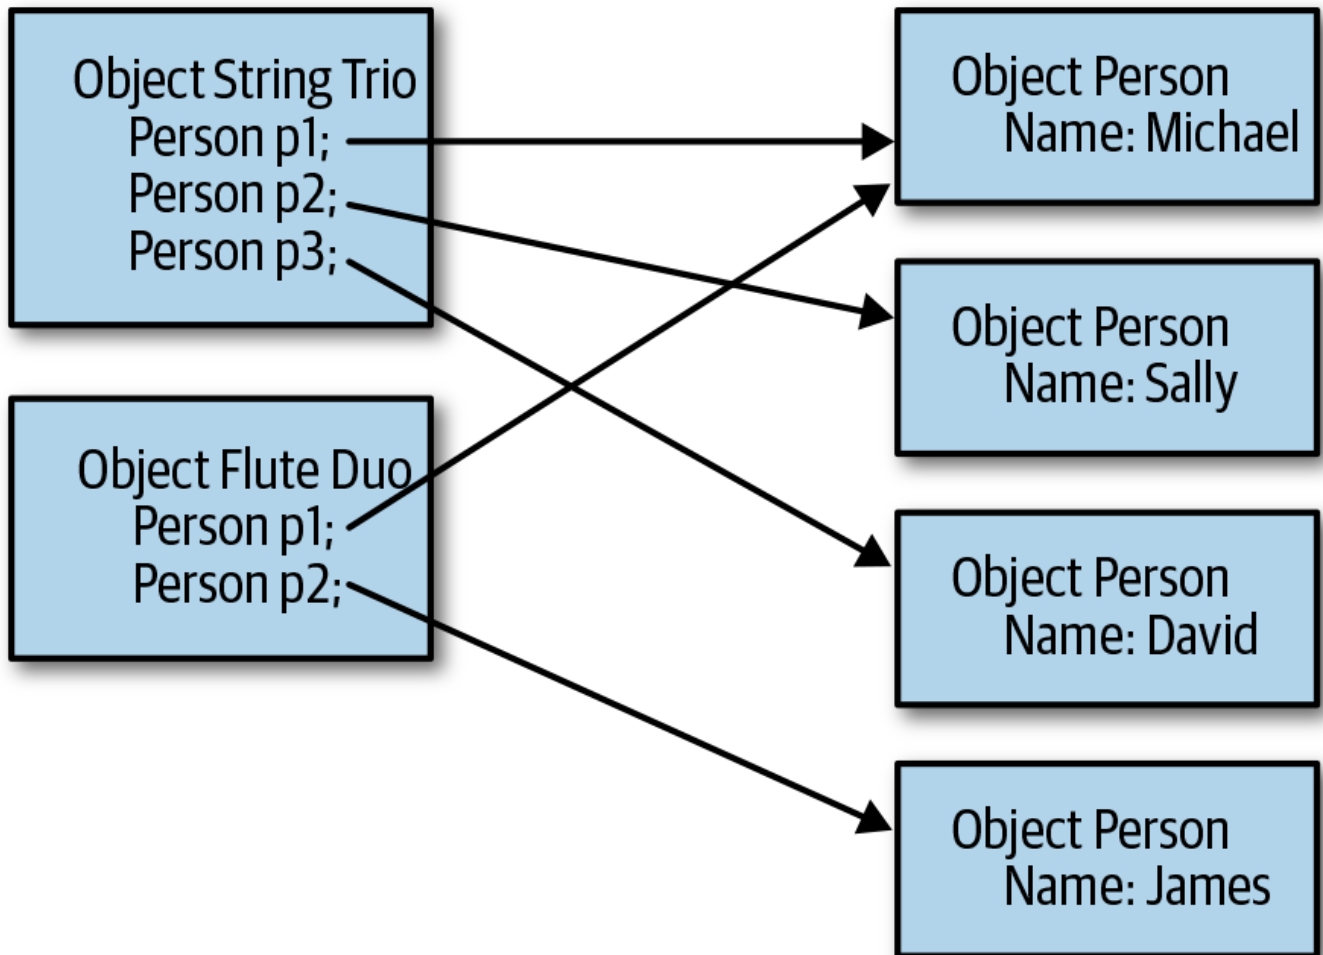 Object String Trio
Person p1;
Person p2;
Person p3;
Object Flute Duo
Person p1;
Person p2;
Object Person
Name: Michael
Object Person
Name: Sally
Object Person
Name: David
Object Person
Name: James